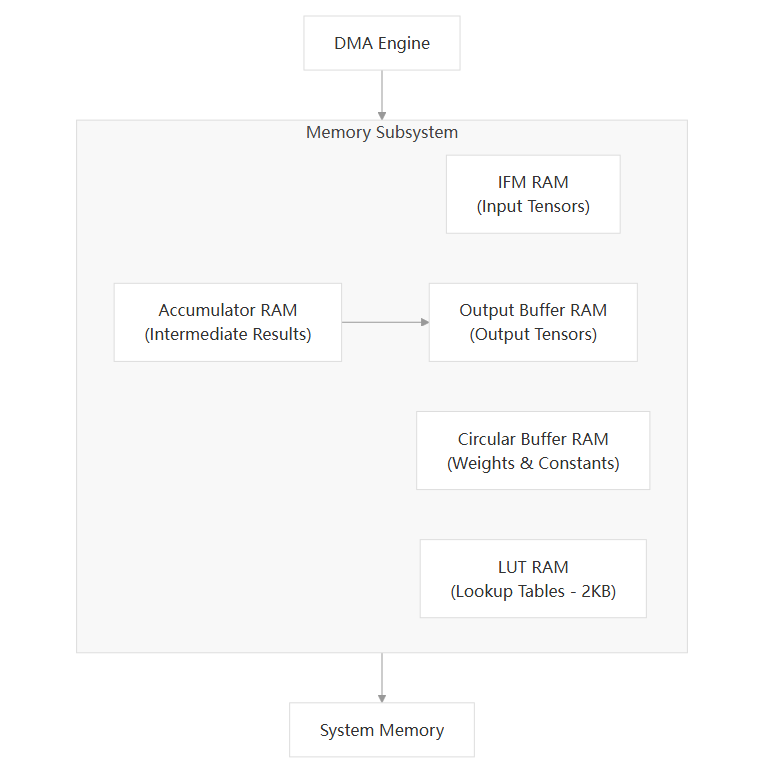 DMA Engine
Memory Subsystem
IFM RAM
(Input Tensors)
Accumulator RAM
(Intermediate Results)
Output Buffer RAM
(Output Tensors)
Circular Buffer RAM
(Weights & Constants)
LUT RAM
(Lookup Tables - 2KB)
System Memory